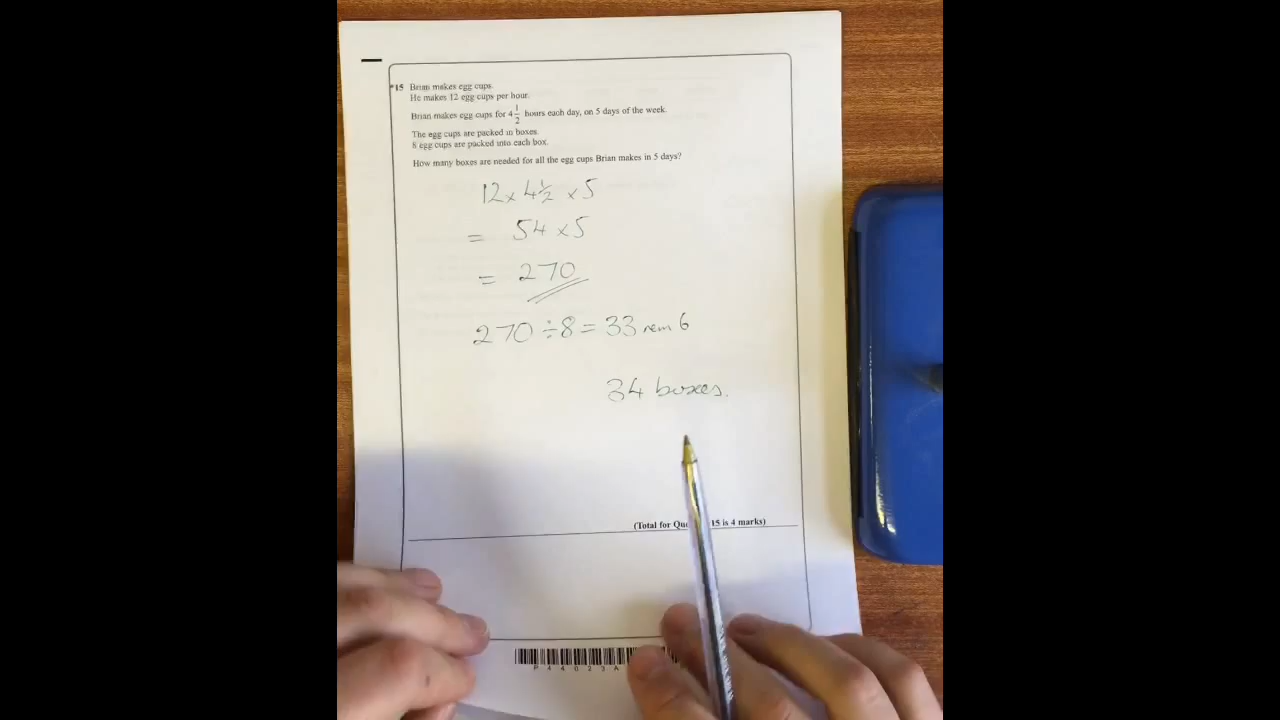 *15 Brian makes egg cups.
He makes 12 egg cups per hour.
Brian makes egg cups for 4 1/2 hours each day, on 5 days of the week.
The egg cups are packed in boxes.
8 egg cups are packed into each box.
How many boxes are needed for all the egg cups Brian makes in 5 days?
12 × 4½ × 5
= 54 × 5
= 270
270 ÷ 8 = 33 rem 6
34 boxes.
(Total for 15 is 4 marks)